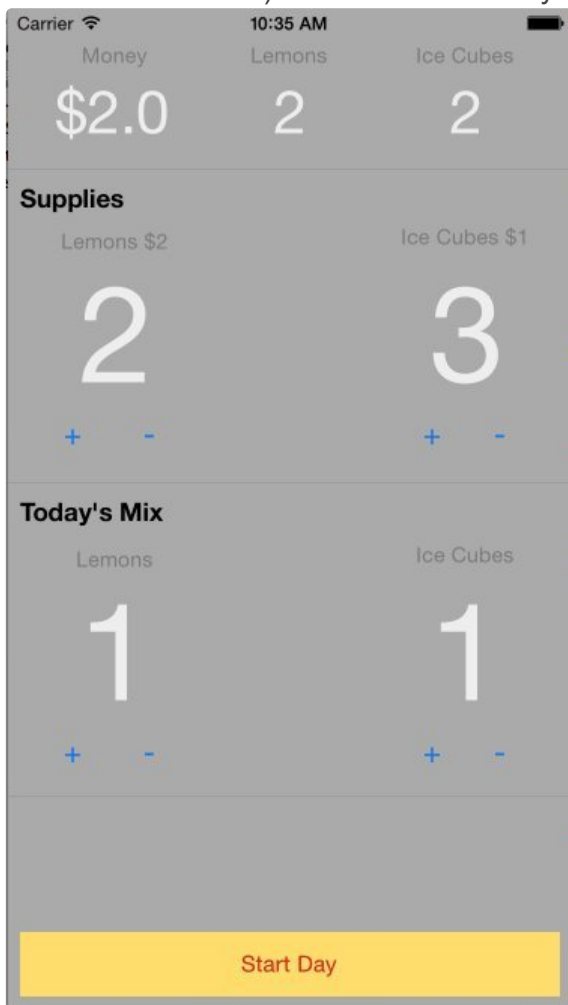 Carrier 10:35 AM
Money Lemons Ice Cubes
$2.0 2 2
Supplies
Lemons $2 Ice Cubes $1
2 3
+ - + -
Today's Mix
Lemons Ice Cubes
1 1
+ - + -
Start Day